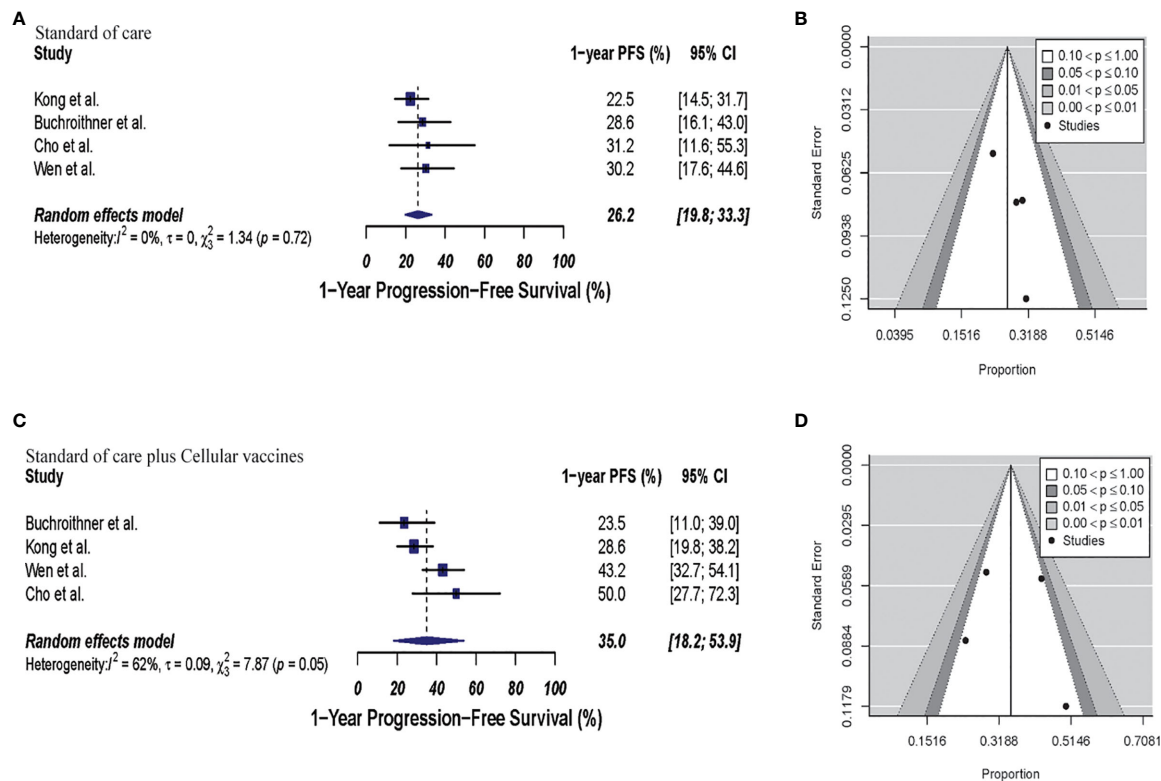 A
Standard of care
Study 1−year PFS (%) 95% CI
Kong et al. 22.5 [14.5; 31.7]
Buchroithner et al. 28.6 [16.1; 43.0]
Cho et al. 31.2 [11.6; 55.3]
Wen et al. 30.2 [17.6; 44.6]
Random effects model 26.2 [19.8; 33.3]
Heterogeneity:I² = 0%, τ = 0, χ²₃ = 1.34 (p = 0.72)
0 20 40 60 80 100
1−Year Progression−Free Survival (%)
B
0.10 < p ≤ 1.00
0.05 < p ≤ 0.10
0.01 < p ≤ 0.05
0.00 < p ≤ 0.01
Studies
Standard Error
0.0000
0.0312
0.0625
0.0938
0.1250
0.0395 0.1516 0.3188 0.5146
Proportion
C
Standard of care plus Cellular vaccines
Study 1−year PFS (%) 95% CI
Buchroithner et al. 23.5 [11.0; 39.0]
Kong et al. 28.6 [19.8; 38.2]
Wen et al. 43.2 [32.7; 54.1]
Cho et al. 50.0 [27.7; 72.3]
Random effects model 35.0 [18.2; 53.9]
Heterogeneity:I² = 62%, τ = 0.09, χ²₃ = 7.87 (p = 0.05)
0 20 40 60 80 100
1−Year Progression−Free Survival (%)
D
0.10 < p ≤ 1.00
0.05 < p ≤ 0.10
0.01 < p ≤ 0.05
0.00 < p ≤ 0.01
Studies
Standard Error
0.0000
0.0295
0.0589
0.0884
0.1179
0.1516 0.3188 0.5146 0.7081
Proportion